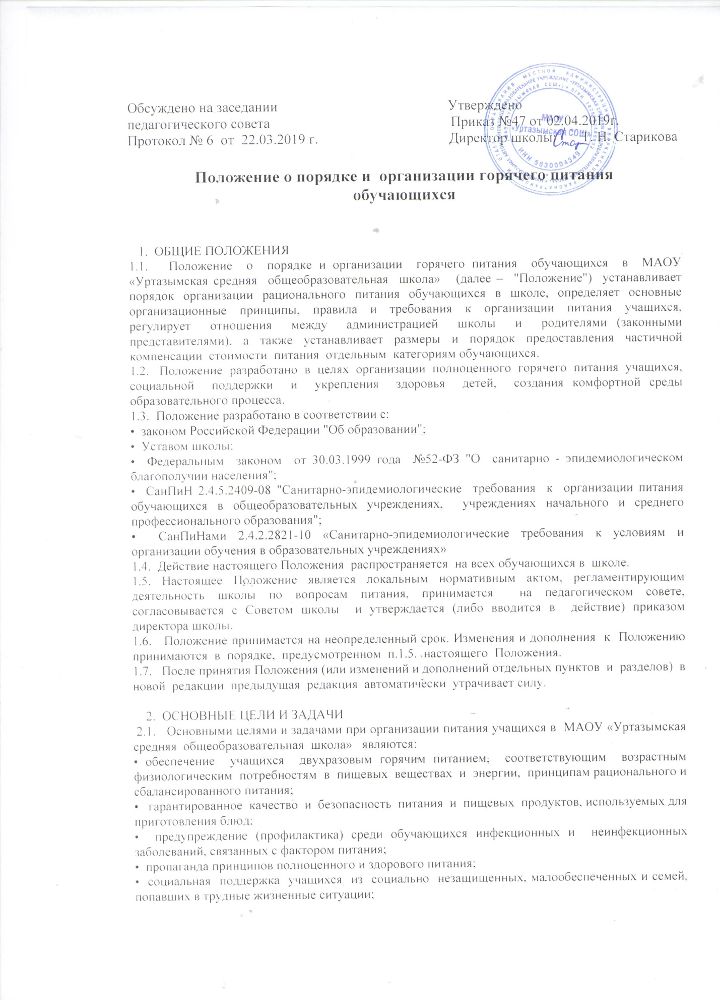 Обсуждено на заседании
педагогического совета
Протокол № 6 от 22.03.2019 г.
Утверждено
Приказ №47 от 02.04.2019г.
Директор школы: Старикова
МАОУ
«Уртазымская СОШ»
ИНН 5630004349
Положение о порядке и организации горячего питания
обучающихся
1. ОБЩИЕ ПОЛОЖЕНИЯ
1.1. Положение о порядке и организации горячего питания обучающихся в МАОУ
«Уртазымская средняя общеобразовательная школа» (далее – "Положение") устанавливает
порядок организации рационального питания обучающихся в школе, определяет основные
организационные принципы, правила и требования к организации питания учащихся,
регулирует отношения между администрацией школы и родителями (законными
представителями), а также устанавливает размеры и порядок предоставления частичной
компенсации стоимости питания отдельным категориям обучающихся.
1.2. Положение разработано в целях организации полноценного горячего питания учащихся,
социальной поддержки и укрепления здоровья детей, создания комфортной среды
образовательного процесса.
1.3. Положение разработано в соответствии с:
• законом Российской Федерации "Об образовании";
• Уставом школы;
• Федеральным законом от 30.03.1999 года №52-ФЗ "О санитарно - эпидемиологическом
благополучии населения";
• СанПиН 2.4.5.2409-08 "Санитарно-эпидемиологические требования к организации питания
обучающихся в общеобразовательных учреждениях, учреждениях начального и среднего
профессионального образования";
• СанПиНами 2.4.2.2821-10 «Санитарно-эпидемиологические требования к условиям и
организации обучения в образовательных учреждениях»
1.4. Действие настоящего Положения распространяется на всех обучающихся в школе.
1.5. Настоящее Положение является локальным нормативным актом, регламентирующим
деятельность школы по вопросам питания, принимается на педагогическом совете,
согласовывается с Советом школы и утверждается (либо вводится в действие) приказом
директора школы.
1.6. Положение принимается на неопределенный срок. Изменения и дополнения к Положению
принимаются в порядке, предусмотренном п.1.5. настоящего Положения.
1.7. После принятия Положения (или изменений и дополнений отдельных пунктов и разделов) в
новой редакции предыдущая редакция автоматически утрачивает силу.
2. ОСНОВНЫЕ ЦЕЛИ И ЗАДАЧИ
2.1. Основными целями и задачами при организации питания учащихся в МАОУ «Уртазымская
средняя общеобразовательная школа» являются:
• обеспечение учащихся двухразовым горячим питанием, соответствующим возрастным
физиологическим потребностям в пищевых веществах и энергии, принципам рационального и
сбалансированного питания;
• гарантированное качество и безопасность питания и пищевых продуктов, используемых для
приготовления блюд;
• предупреждение (профилактика) среди обучающихся инфекционных и неинфекционных
заболеваний, связанных с фактором питания;
• пропаганда принципов полноценного и здорового питания;
• социальная поддержка учащихся из социально незащищенных, малообеспеченных и семей,
попавших в трудные жизненные ситуации;